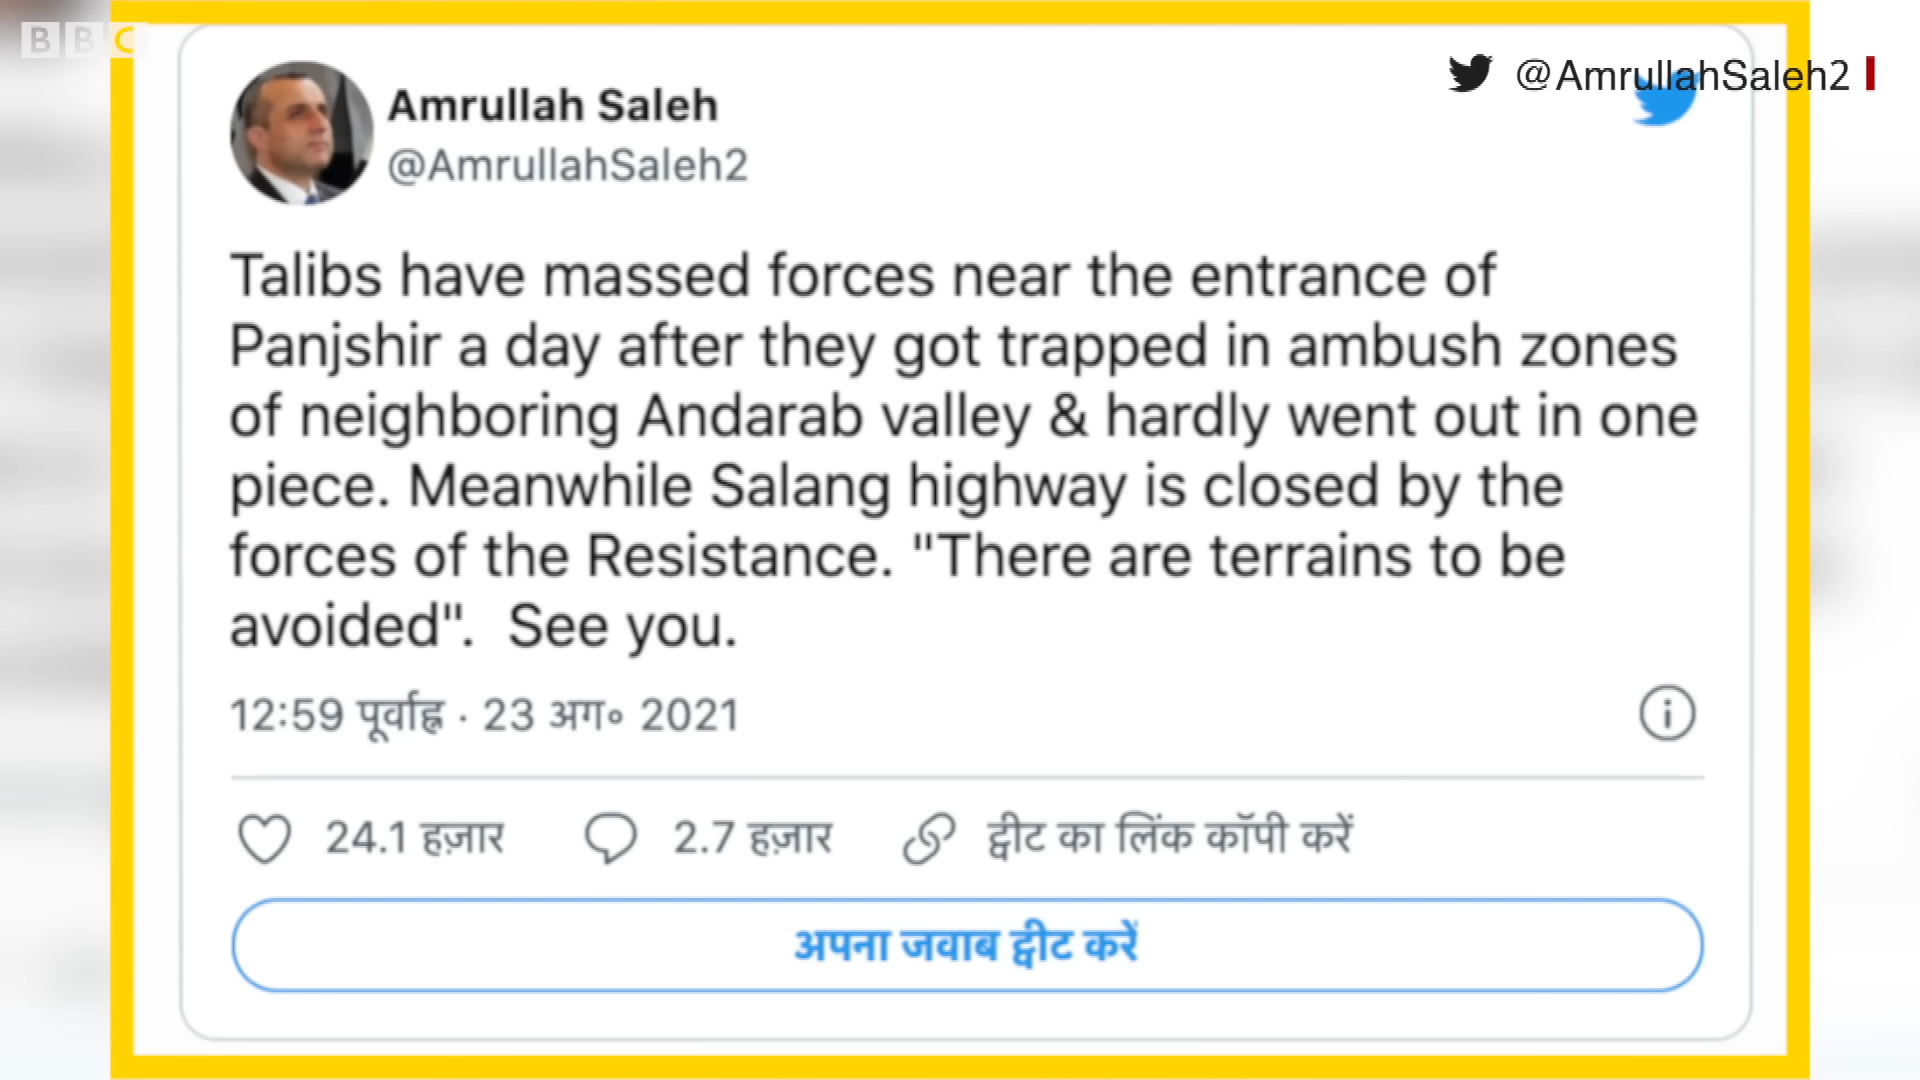 BBC
@AmrullahSaleh2
Amrullah Saleh
@AmrullahSaleh2
Talibs have massed forces near the entrance of
Panjshir a day after they got trapped in ambush zones
of neighboring Andarab valley & hardly went out in one
piece. Meanwhile Salang highway is closed by the
forces of the Resistance. "There are terrains to be
avoided".  See you.
12:59 पूर्वाह्न · 23 अग॰ 2021
24.1 हज़ार 2.7 हज़ार ट्वीट का लिंक कॉपी करें
अपना जवाब ट्वीट करें